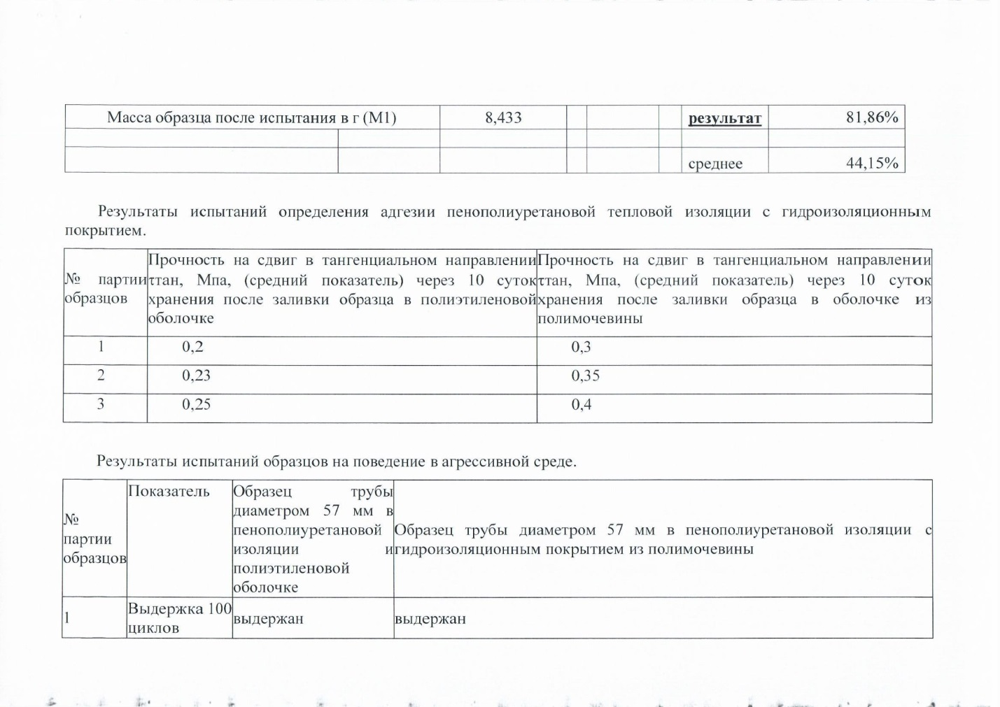 Масса образца после испытания в г (М1) 8,433 результат 81,86%
среднее 44,15%
Результаты испытаний определения адгезии пенополиуретановой тепловой изоляции с гидроизоляционным
покрытием.
№ партии
образцов
Прочность на сдвиг в тангенциальном направлении
τтан, Мпа, (средний показатель) через 10 суток
хранения после заливки образца в полиэтиленовой
оболочке
Прочность на сдвиг в тангенциальном направлении
τтан, Мпа, (средний показатель) через 10 суток
хранения после заливки образца в оболочке из
полимочевины
1 0,2 0,3
2 0,23 0,35
3 0,25 0,4
Результаты испытаний образцов на поведение в агрессивной среде.
№
партии
образцов
Показатель
Образец трубы
диаметром 57 мм в
пенополиуретановой
изоляции и
полиэтиленовой
оболочке
Образец трубы диаметром 57 мм в пенополиуретановой изоляции с
гидроизоляционным покрытием из полимочевины
1
Выдержка 100
циклов
выдержан
выдержан